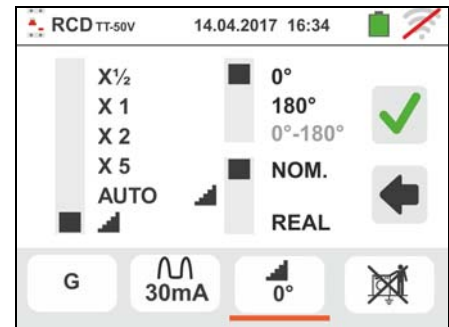 RCD TT-50V 14.04.2017 16:34
X½ 0°
X 1 180°
X 2 0°-180°
X 5 NOM.
AUTO
REAL
G 30mA 0°